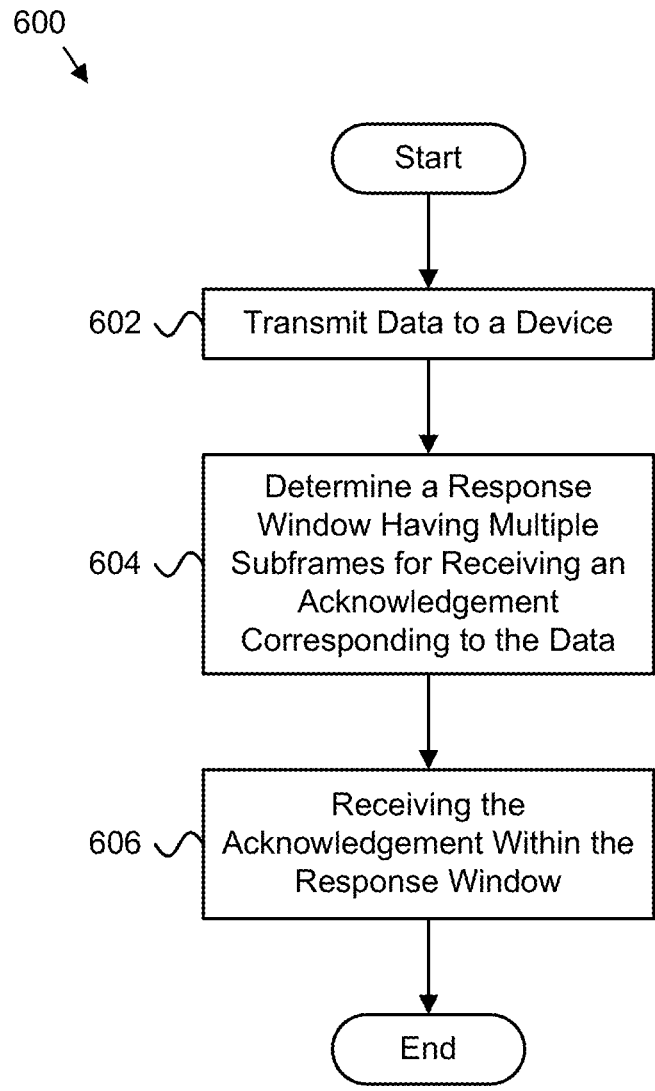 600
Start
602
Transmit Data to a Device
604
Determine a Response
Window Having Multiple
Subframes for Receiving an
Acknowledgement
Corresponding to the Data
606
Receiving the
Acknowledgement Within the
Response Window
End